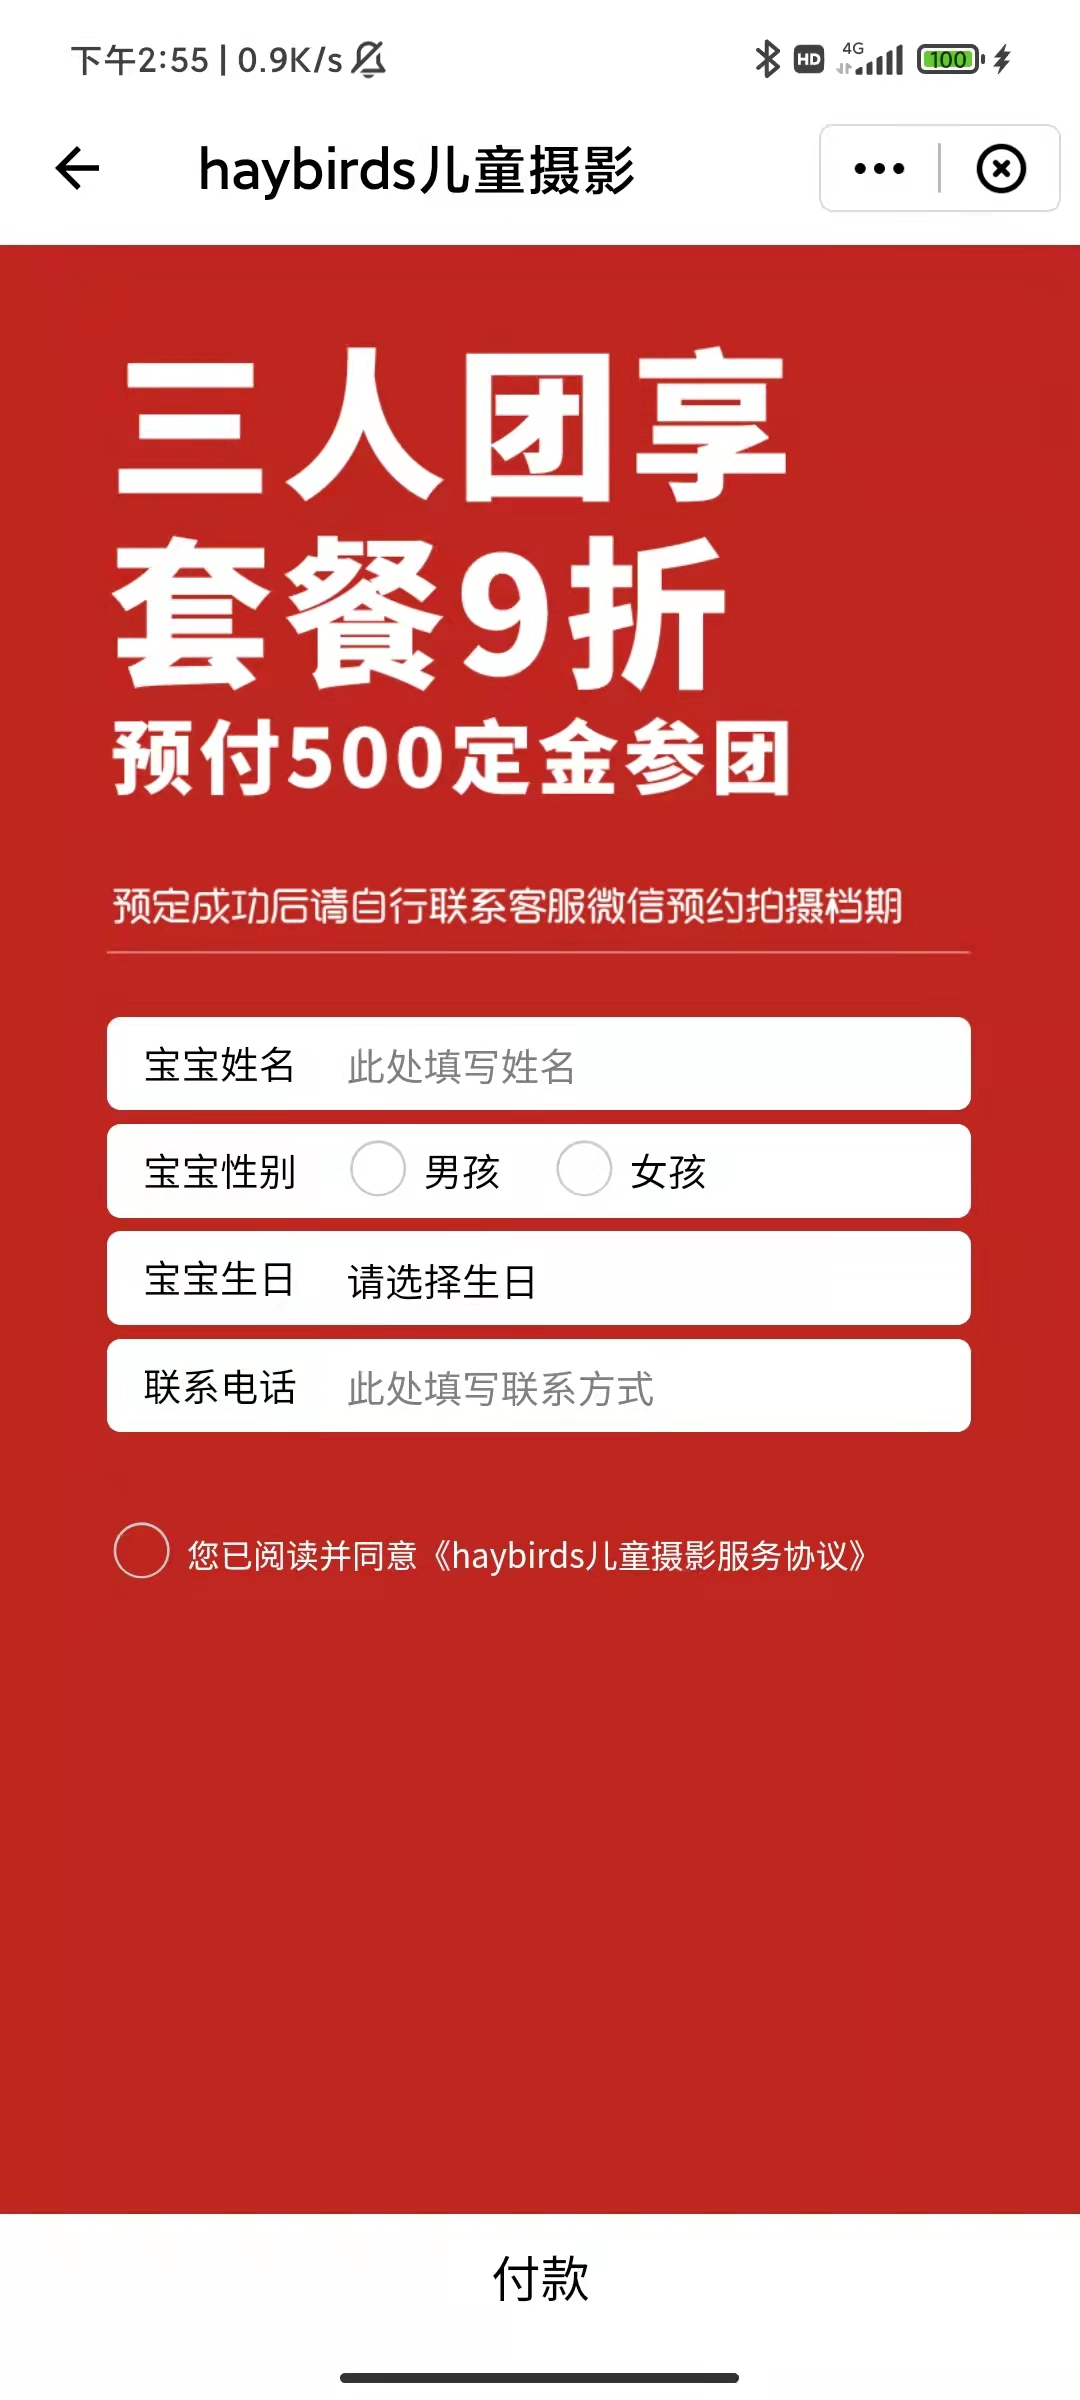 下午2:55 | 0.9K/s
HD 4G 100
haybirds儿童摄影
三人团享
套餐9折
预付500定金参团
预定成功后请自行联系客服微信预约拍摄档期
宝宝姓名 此处填写姓名
宝宝性别 男孩 女孩
宝宝生日 请选择生日
联系电话 此处填写联系方式
您已阅读并同意《haybirds儿童摄影服务协议》
付款